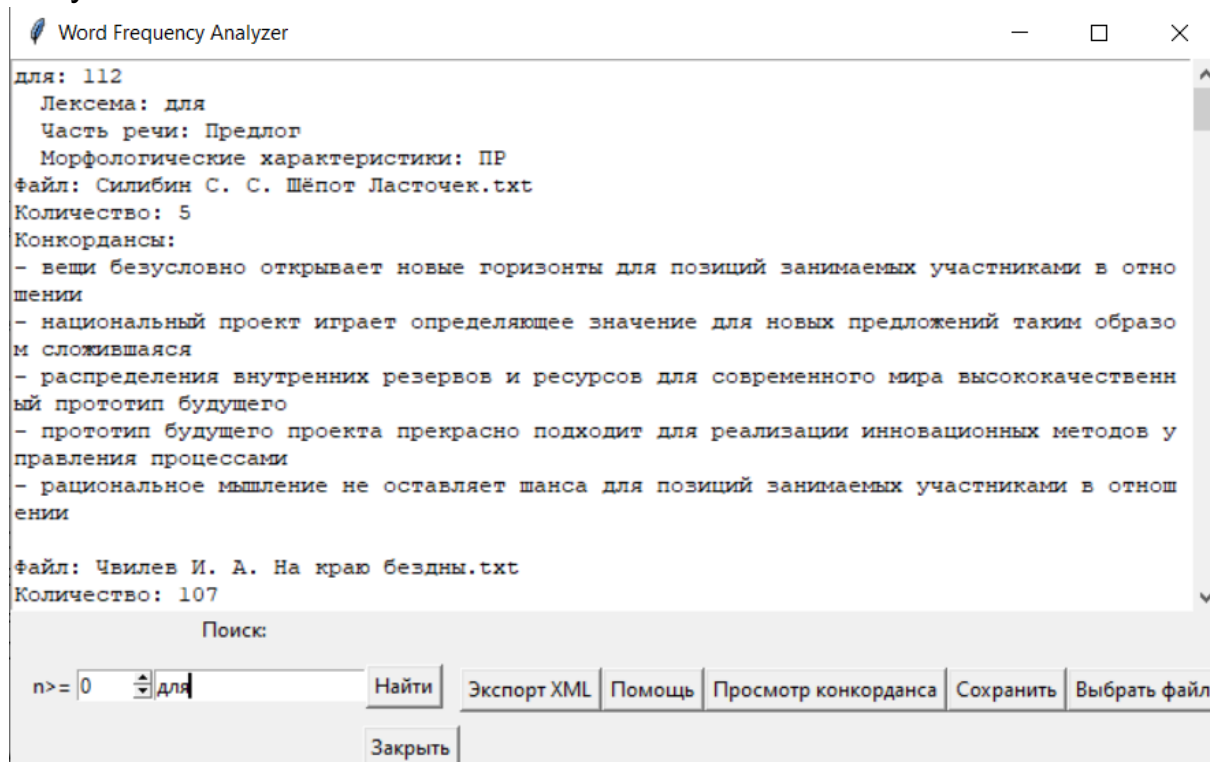 Word Frequency Analyzer
для: 112
Лексема: для
Часть речи: Предлог
Морфологические характеристики: ПР
Файл: Силибин С. С. Шёпот Ласточек.txt
Количество: 5
Конкордансы:
- вещи безусловно открывает новые горизонты для позиций занимаемых участниками в отно
шении
- национальный проект играет определяющее значение для новых предложений таким образо
м сложившаяся
- распределения внутренних резервов и ресурсов для современного мира высококачественн
ый прототип будущего
- прототип будущего проекта прекрасно подходит для реализации инновационных методов у
правления процессами
- рациональное мышление не оставляет шанса для позиций занимаемых участниками в отнош
ении
Файл: Чвилев И. А. На краю бездны.txt
Количество: 107
Поиск:
n>= 0 для Найти Экспорт XML Помощь Просмотр конкорданса Сохранить Выбрать файл
Закрыть